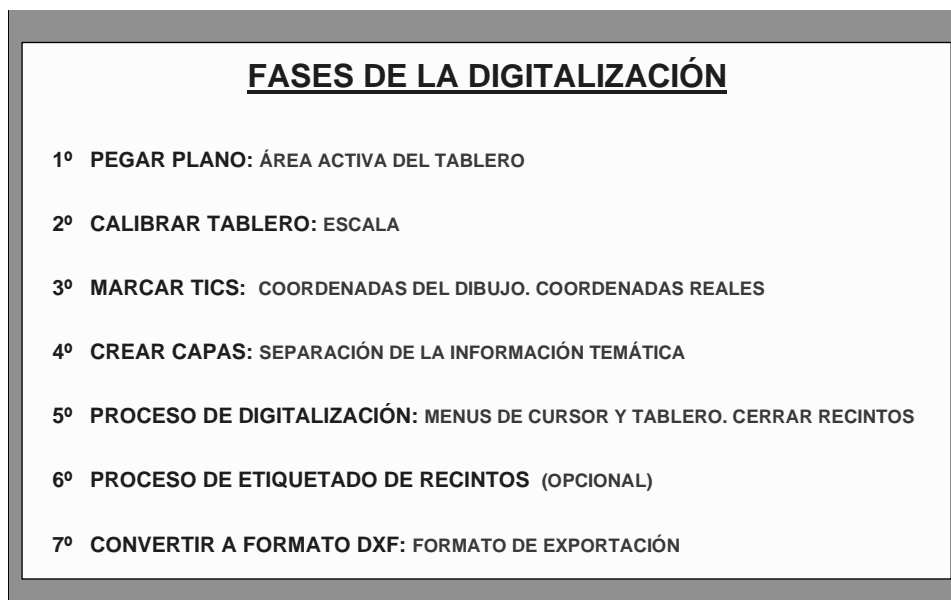 FASES DE LA DIGITALIZACIÓN
1º PEGAR PLANO: ÁREA ACTIVA DEL TABLERO
2º CALIBRAR TABLERO: ESCALA
3º MARCAR TICS: COORDENADAS DEL DIBUJO. COORDENADAS REALES
4º CREAR CAPAS: SEPARACIÓN DE LA INFORMACIÓN TEMÁTICA
5º PROCESO DE DIGITALIZACIÓN: MENUS DE CURSOR Y TABLERO. CERRAR RECINTOS
6º PROCESO DE ETIQUETADO DE RECINTOS (OPCIONAL)
7º CONVERTIR A FORMATO DXF: FORMATO DE EXPORTACIÓN